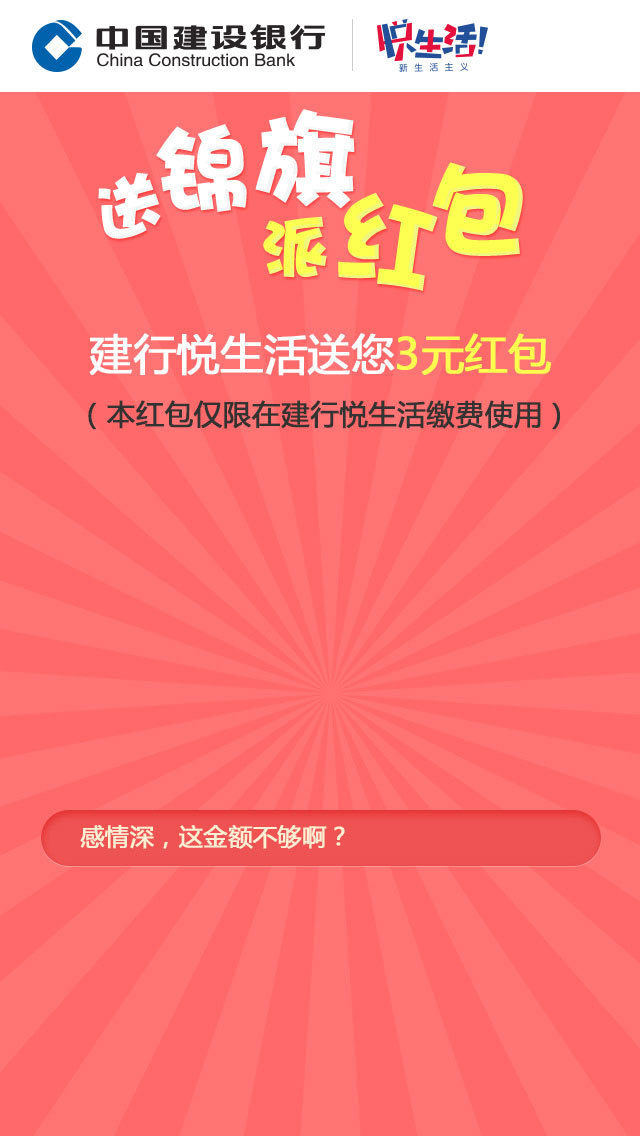 中国建设银行
China Construction Bank
悦生活!
新生活主义
送锦旗
派红包
建行悦生活送您3元红包
（本红包仅限在建行悦生活缴费使用）
感情深，这金额不够啊？